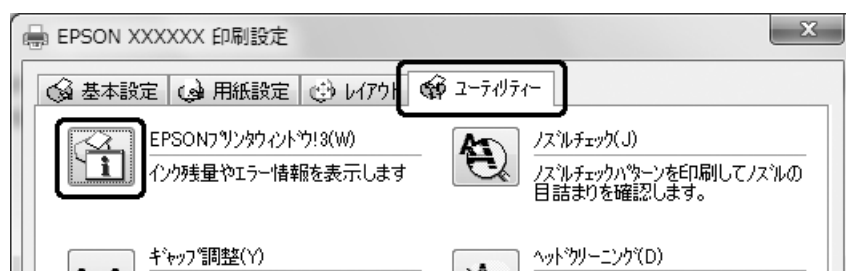 EPSON XXXXXX 印刷設定
X
基本設定 用紙設定 レイアウト ユーティリティー
EPSONプリンタウィンドウ!3(W)
インク残量やエラー情報を表示します
ノズルチェック(J)
ノズルチェックパターンを印刷してノズルの
目詰まりを確認します。
ギャップ調整(Y)
ヘッドクリーニング(D)